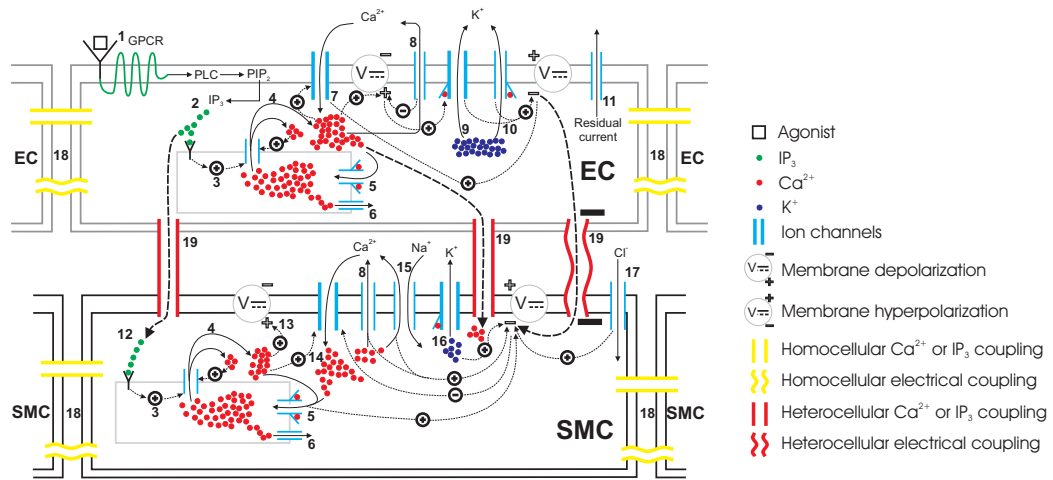 Ca²⁺
K⁺
1 GPCR
8
V
PLC
PIP₂
V
2
IP₃
4
7
9
10
11
Residual
current
EC
18
3
5
6
EC
18
EC
19
19
19
Ca²⁺
Na⁺
K⁺
Cl⁻
8
15
17
V
V
12
4
13
14
16
3
5
6
SMC
18
SMC
18
SMC
Agonist
IP₃
Ca²⁺
K⁺
Ion channels
V Membrane depolarization
V Membrane hyperpolarization
Homocellular Ca²⁺ or IP₃ coupling
Homocellular electrical coupling
Heterocellular Ca²⁺ or IP₃ coupling
Heterocellular electrical coupling